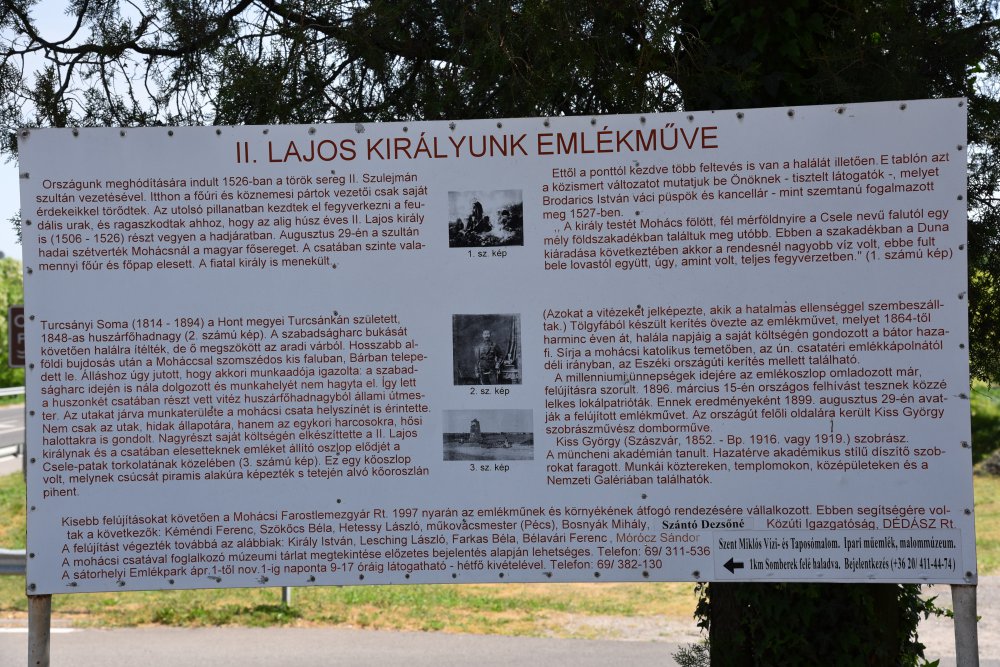 II. LAJOS KIRÁLYUNK EMLÉKMŰVE
Országunk meghódítására indult 1526-ban a török sereg II. Szulejmán
szultán vezetésével. Itthon a főúri és köznemesi pártok vezetői csak saját
érdekeikkel törődtek. Az utolsó pillanatban kezdtek el fegyverkezni a feu-
dális urak, és ragaszkodtak ahhoz, hogy az alig húsz éves II. Lajos király
is (1506 - 1526) részt vegyen a hadjáratban. Augusztus 29-én a szultán
hadai szétverték Mohácsnál a magyar fősereget. A csatában szinte vala-
mennyi főúr és főpap elesett. A fiatal király is menekült.
1. sz. kép
Ettől a ponttól kezdve több feltevés is van a halálát illetően. E tablón azt
a közismert változatot mutatjuk be Önöknek - tisztelt látogatók -, melyet
Brodarics István váci püspök és kancellár - mint szemtanú fogalmazott
meg 1527-ben.
,, A király testét Mohács fölött, fél mérföldnyire a Csele nevű falutól egy
mély földszakadékban találtuk meg utóbb. Ebben a szakadékban a Duna
kiáradása következtében akkor a rendesnél nagyobb víz volt, ebbe fult
bele lovastól együtt, úgy, amint volt, teljes fegyverzetben." (1. számú kép)
Turcsányi Soma (1814 - 1894) a Hont megyei Turcsánkán született,
1848-as huszárfőhadnagy (2. számú kép). A szabadságharc bukását
követően halálra ítélték, de ő megszökött az aradi várból. Hosszabb al-
földi bujdosás után a Moháccsal szomszédos kis faluban, Bárban telepe-
dett le. Álláshoz úgy jutott, hogy akkori munkaadója igazolta: a szabad-
ságharc idején is nála dolgozott és munkahelyét nem hagyta el. Így lett
a huszonkét csatában részt vett vitéz huszárfőhadnagyból állami útmes-
ter. Az utakat járva munkaterülete a mohácsi csata helyszínét is érintette.
Nem csak az utak, hidak állapotára, hanem az egykori harcosokra, hősi
halottakra is gondolt. Nagyrészt saját költségén elkészíttette a II. Lajos
királynak és a csatában elesetteknek emléket állító oszlop elődjét a
Csele-patak torkolatának közelében (3. számú kép). Ez egy kőoszlop
volt, melynek csúcsát piramis alakúra képezték s tetején alvó kőoroszlán
pihent.
2. sz. kép
3. sz. kép
(Azokat a vitézeket jelképezte, akik a hatalmas ellenséggel szembeszáll-
tak.) Tölgyfából készült kerítés övezte az emlékművet, melyet 1864-től
harminc éven át, halála napjáig a saját költségén gondozott a bátor haza-
fi. Sírja a mohácsi katolikus temetőben, az ún. csatatéri emlékkápolnától
déli irányban, az Eszéki országúti kerítés mellett található.
A millenniumi ünnepségek idején az emlékoszlop omladozott már,
felújításra szorult. 1896. március 15-én országos felhívást tesznek közzé
lelkes lokálpatrióták. Ennek eredményeként 1899. augusztus 29-én avat-
ják a felújított emlékművet. Az országút felőli oldalára került Kiss György
szobrászművész domborműve.
Kiss György (Szászvár, 1852. - Bp. 1916. vagy 1919.) szobrász.
A müncheni akadémián tanult. Hazatérve akadémikus stílű díszítő szob-
rokat faragott. Munkái köztereken, templomokon, középületeken és a
Nemzeti Galériában találhatók.
Kisebb felújításokat követően a Mohácsi Farostlemezgyár Rt. 1997 nyarán az emlékműnek és környékének átfogó rendezésére vállalkozott. Ebben segítségére vol-
tak a következők: Kéméndi Ferenc, Szőkőcs Béla, Hetessy László, műkovácsmester (Pécs), Bosnyák Mihály, Szántó Dezsőné Közúti Igazgatóság, DÉDÁSZ Rt.
A felújítást végezték továbbá az alábbiak: Király István, Lesching László, Farkas Béla, Bélavári Ferenc, Mórócz Sándor
A mohácsi csatával foglalkozó múzeumi tárlat megtekintése előzetes bejelentés alapján lehetséges. Telefon: 69/ 311-536
A sátorhelyi Emlékpark ápr.1-től nov.1-ig naponta 9-17 óráig látogatható - hétfő kivételével. Telefon: 69/ 382-130
Szent Miklós Vízi- és Taposómalom. Ipari műemlék, malommúzeum.
1km Somberek felé haladva. Bejelentkezés (+36 20/ 411-44-74)